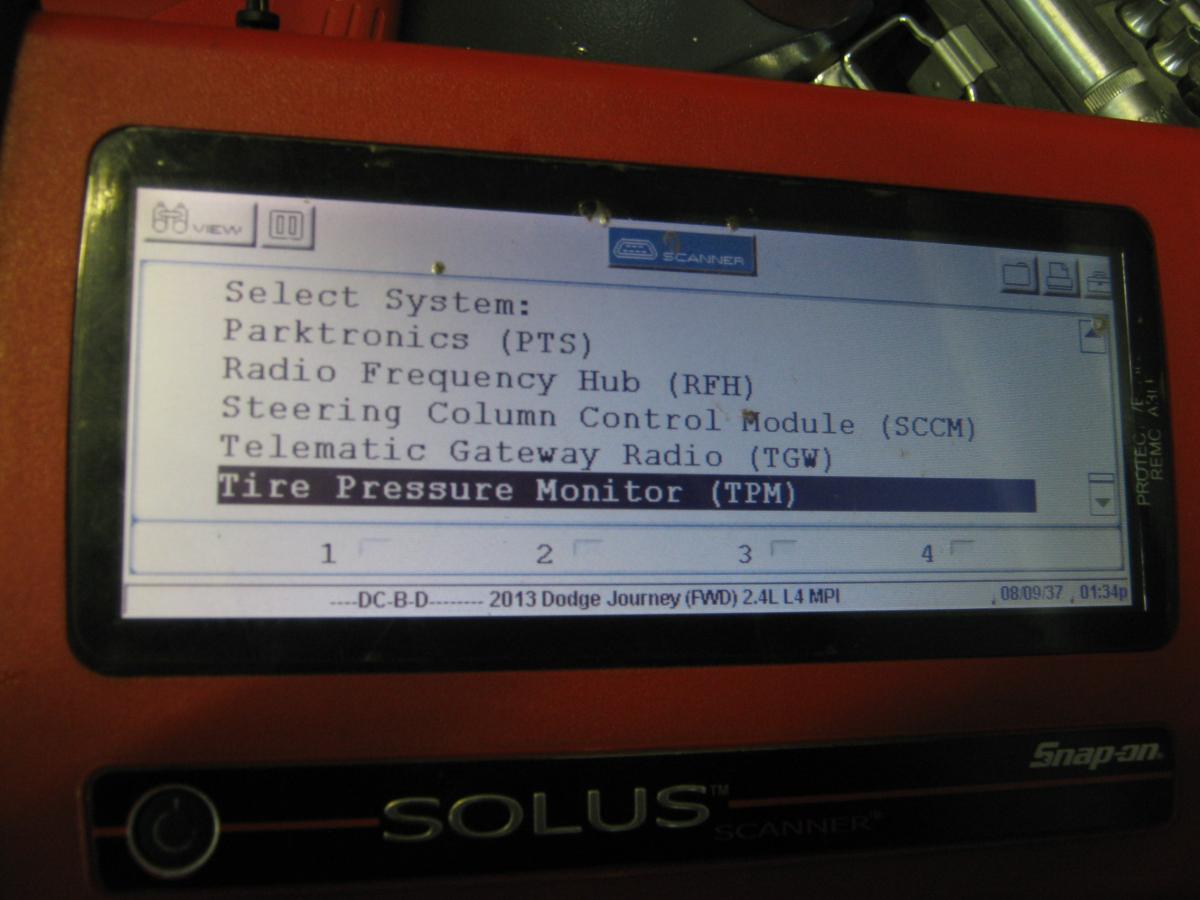 VIEW
SCANNER
Select System:
Parktronics (PTS)
Radio Frequency Hub (RFH)
Steering Column Control Module (SCCM)
Telematic Gateway Radio (TGW)
Tire Pressure Monitor (TPM)
1 2 3 4
----DC-B-D-------- 2013 Dodge Journey (FWD) 2.4L L4 MPI 08/09/37 01:34p
Snap-on
SOLUS™
SCANNER™